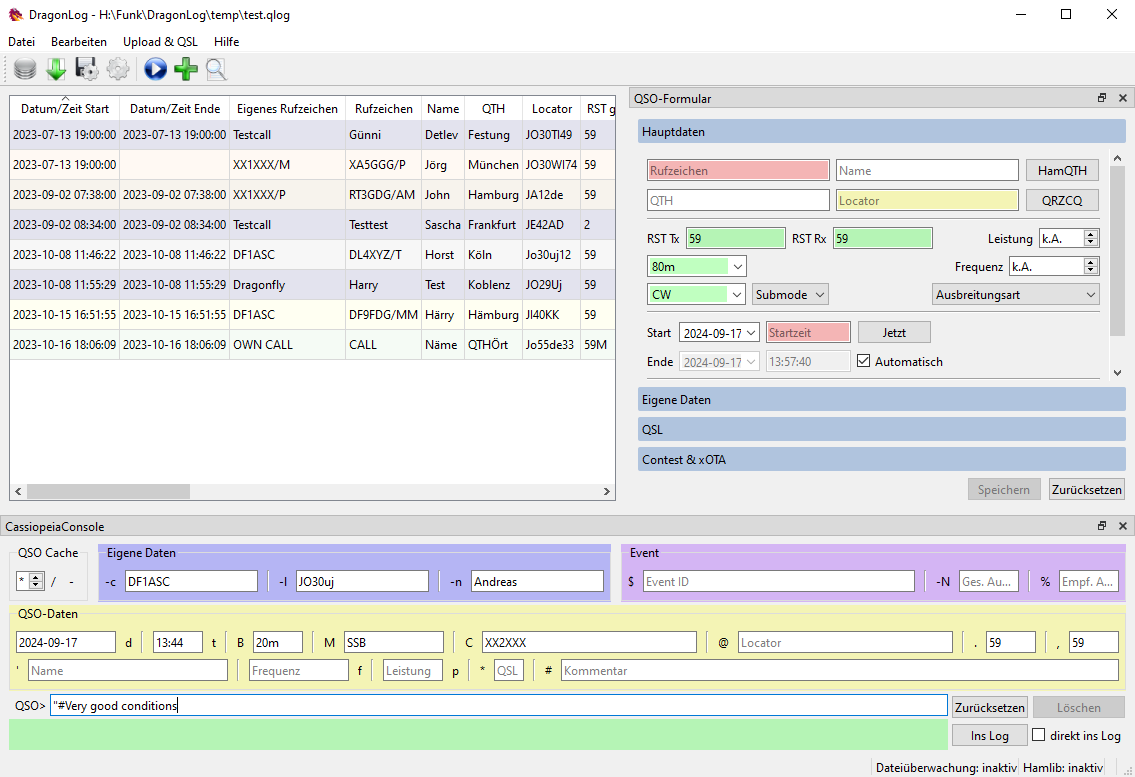 DragonLog - H:\Funk\DragonLog\temp\test.qlog
Datei Bearbeiten Upload & QSL Hilfe
Datum/Zeit Start Datum/Zeit Ende Eigenes Rufzeichen Rufzeichen Name QTH Locator RST g
2023-07-13 19:00:00 2023-07-13 19:00:00 Testcall Günni Detlev Festung JO30TI49 59
2023-07-13 19:00:00 XX1XXX/M XA5GGG/P Jörg München JO30WI74 59
2023-09-02 07:38:00 2023-09-02 07:38:00 XX1XXX/P RT3GDG/AM John Hamburg JA12de 59
2023-09-02 08:34:00 2023-09-02 08:34:00 Testcall Testtest Sascha Frankfurt JE42AD 2
2023-10-08 11:46:22 2023-10-08 11:46:22 DF1ASC DL4XYZ/T Horst Köln Jo30uj12 59
2023-10-08 11:55:29 2023-10-08 11:55:29 Dragonfly Harry Test Koblenz JO29Uj 59
2023-10-15 16:51:55 2023-10-15 16:51:55 DF1ASC DF9FDG/MM Härry Hämburg JI40KK 59
2023-10-16 18:06:09 2023-10-16 18:06:09 OWN CALL CALL Näme QTHÖrt Jo55de33 59M
QSO-Formular
Hauptdaten
Rufzeichen Name HamQTH
QTH Locator QRZCQ
RST Tx 59 RST Rx 59 Leistung k.A.
80m Frequenz k.A.
CW Submode Ausbreitungsart
Start 2024-09-17 Startzeit Jetzt
Ende 2024-09-17 13:57:40 Automatisch
Eigene Daten
QSL
Contest & xOTA
Speichern Zurücksetzen
CassiopeiaConsole
QSO Cache Eigene Daten Event
* / - -c DF1ASC -l JO30uj -n Andreas $ Event ID -N Ges. Au... % Empf. A...
QSO-Daten
2024-09-17 d 13:44 t B 20m M SSB C XX2XXX @ Locator . 59 , 59
' Name Frequenz f Leistung p * QSL # Kommentar
QSO> "#Very good conditions Zurücksetzen Löschen
Ins Log direkt ins Log
Dateiüberwachung: inaktiv Hamlib: inaktiv